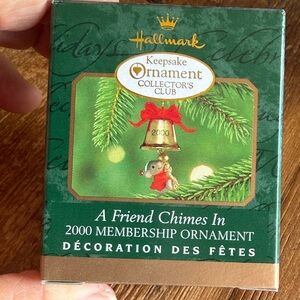 Hallmark
Keepsake
Ornament
COLLECTOR'S
CLUB
2000
A Friend Chimes In
2000 MEMBERSHIP ORNAMENT
DÉCORATION DES FÊTES